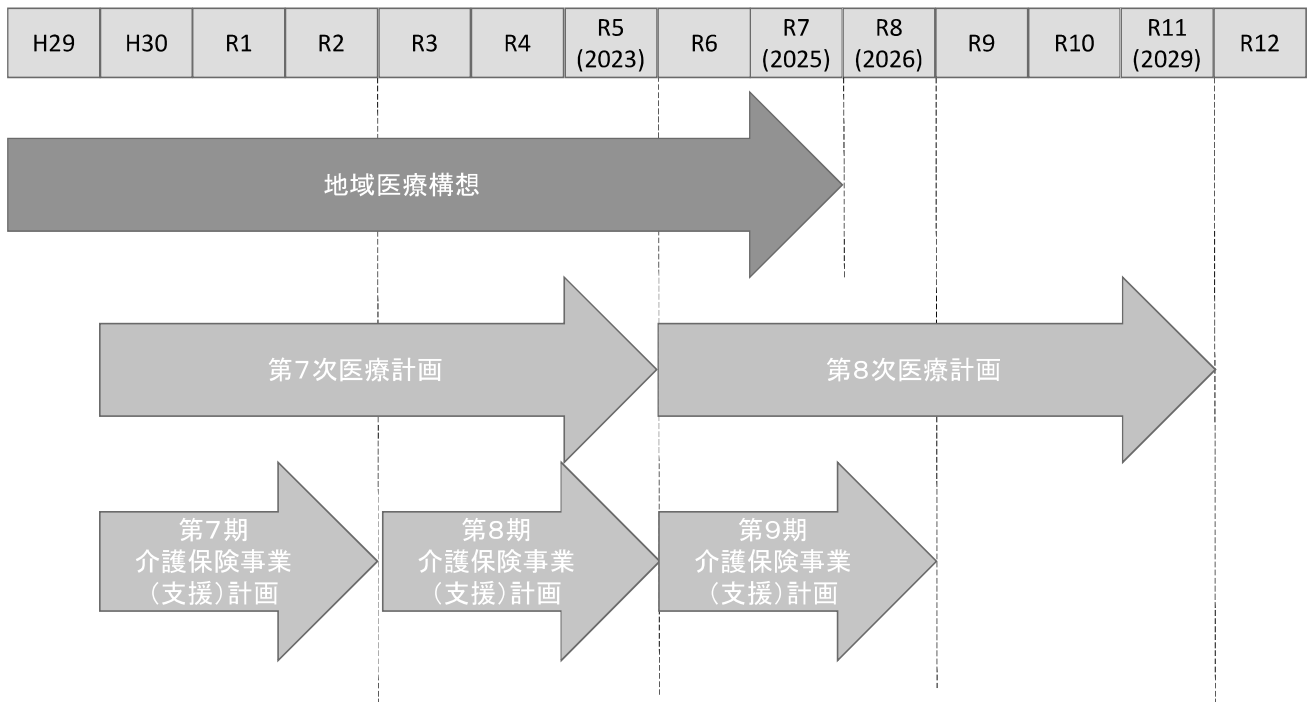 H29 H30 R1 R2 R3 R4 R5 (2023) R6 R7 (2025) R8 (2026) R9 R10 R11 (2029) R12
地域医療構想
第7次医療計画 第8次医療計画
第7期
介護保険事業
(支援)計画
第8期
介護保険事業
(支援)計画
第9期
介護保険事業
(支援)計画